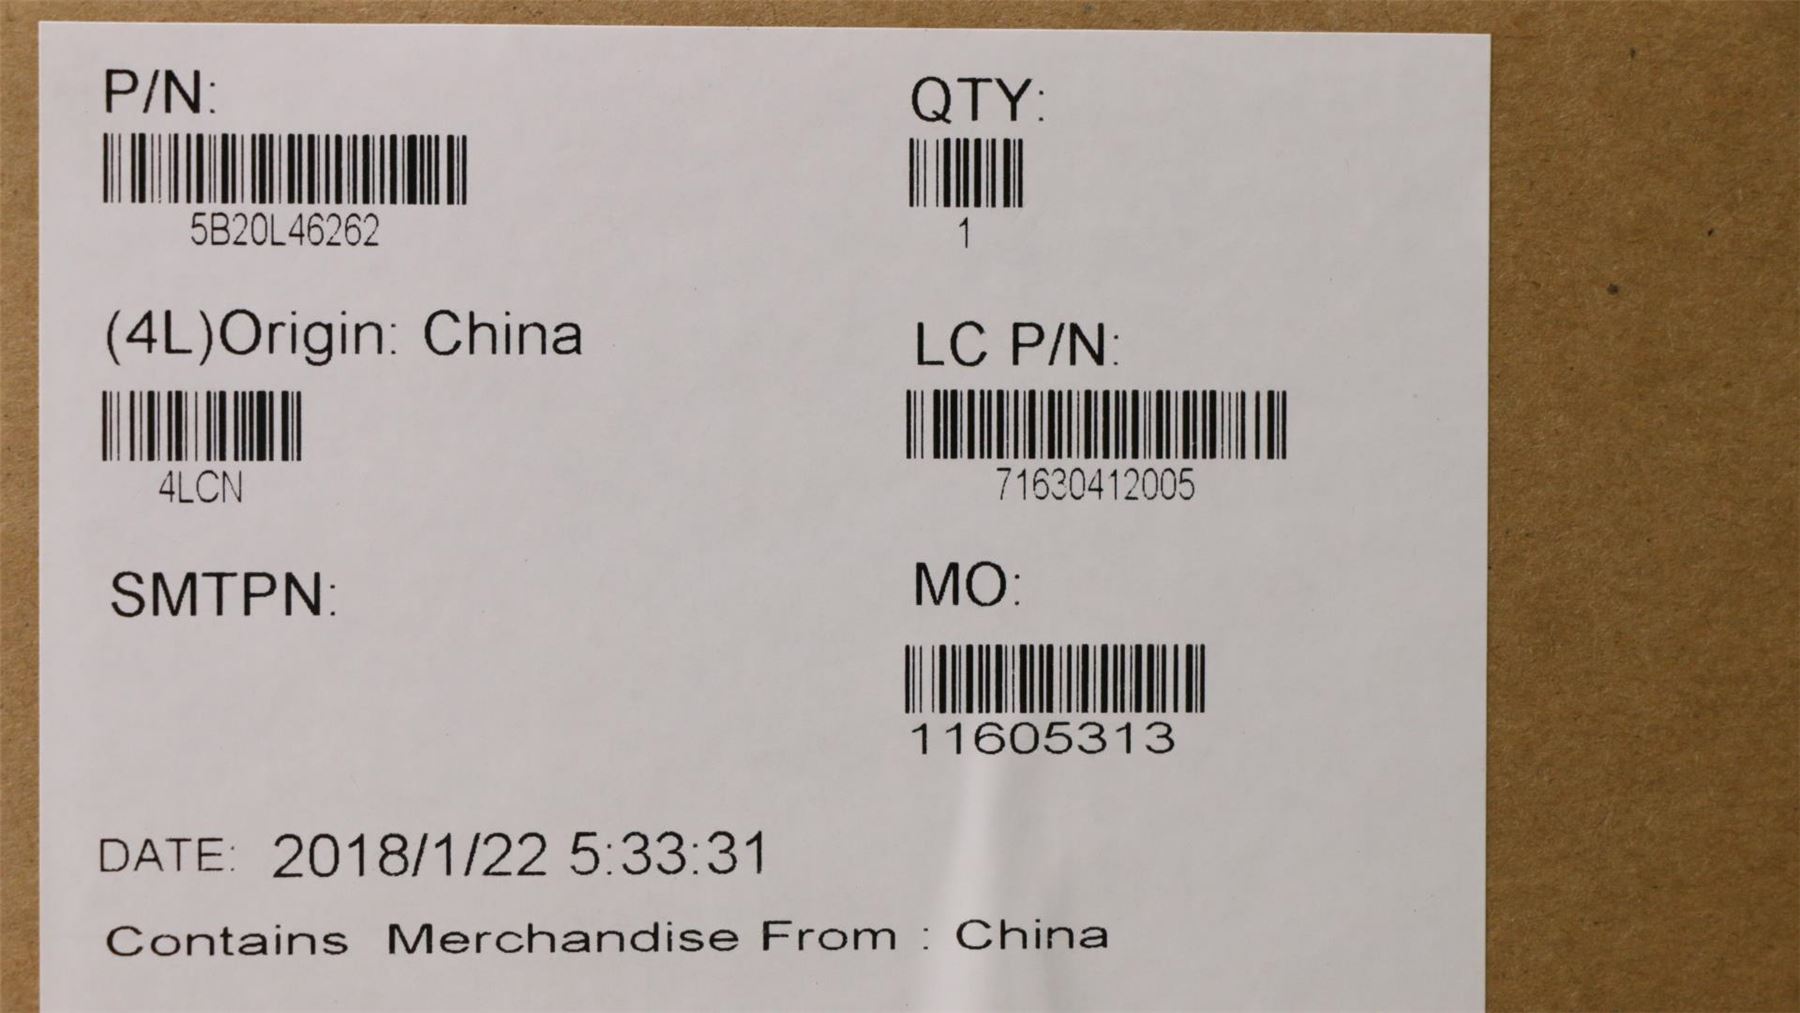 P/N:
5B20L46262
QTY:
1
(4L)Origin: China
4LCN
LC P/N:
71630412005
SMTPN:
MO:
11605313
DATE: 2018/1/22 5:33:31
Contains Merchandise From : China